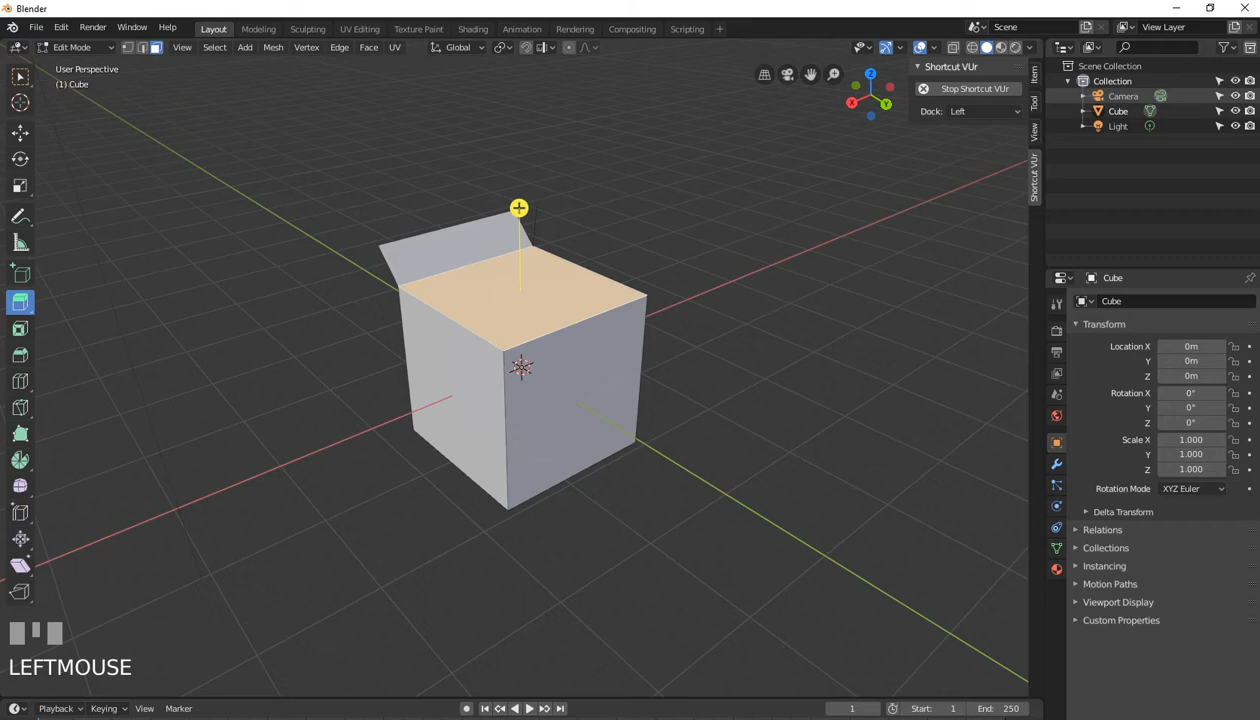 Blender
File Edit Render Window Help
Layout Modeling Sculpting UV Editing Texture Paint Shading Animation Rendering Compositing Scripting +
Scene
View Layer
Edit Mode View Select Add Mesh Vertex Edge Face UV
Global
User Perspective
(1) Cube
Z
X
Y
Shortcut VUr
Stop Shortcut VUr
Dock: Left
Item
Tool
View
Shortcut VUr
Scene Collection
Collection
Camera
Cube
Light
Cube
Cube
Transform
Location X 0m
Y 0m
Z 0m
Rotation X 0°
Y 0°
Z 0°
Scale X 1.000
Y 1.000
Z 1.000
Rotation Mode XYZ Euler
Delta Transform
Relations
Collections
Instancing
Motion Paths
Viewport Display
Custom Properties
LEFTMOUSE
Playback Keying View Marker
1 Start: 1 End: 250